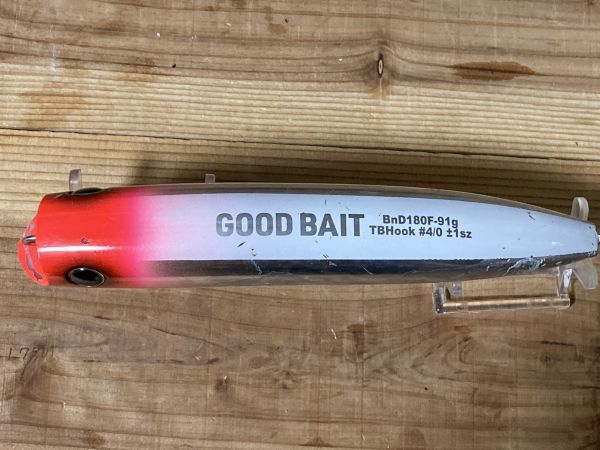 GOOD BAIT
BnD180F-91g
TBHook #4/0 ±1sz